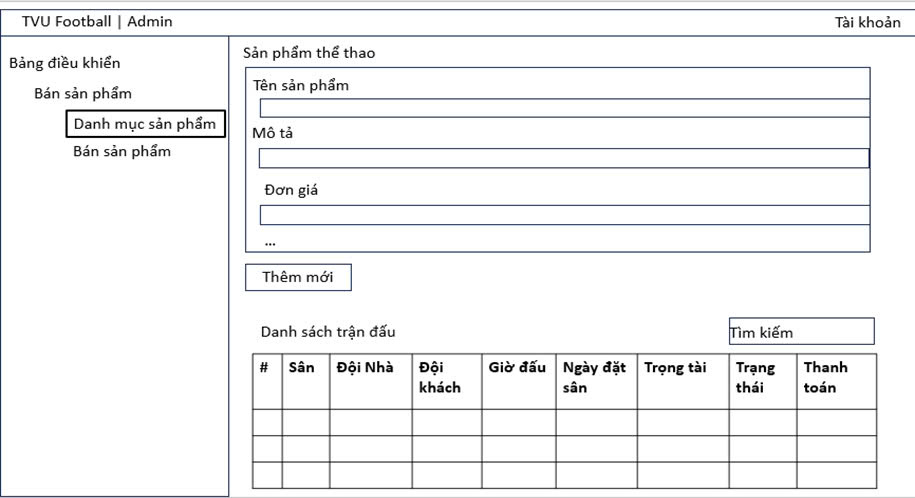 TVU Football | Admin
Tài khoản
Bảng điều khiển
Bán sản phẩm
Danh mục sản phẩm
Bán sản phẩm
Sản phẩm thể thao
Tên sản phẩm
Mô tả
Đơn giá
...
Thêm mới
Danh sách trận đấu
Tìm kiếm
# Sân Đội Nhà Đội khách Giờ đấu Ngày đặt sân Trọng tài Trạng thái Thanh toán